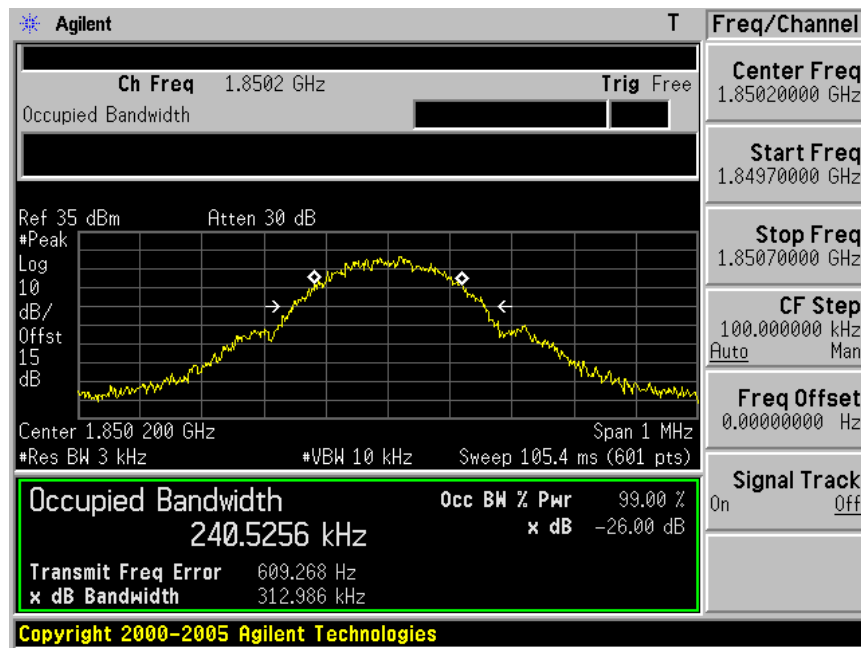 Agilent T
Ch Freq 1.8502 GHz Trig Free
Occupied Bandwidth
Ref 35 dBm Atten 30 dB
#Peak
Log
10
dB/
Offst
15
dB
Center 1.850 200 GHz Span 1 MHz
#Res BW 3 kHz #VBW 10 kHz Sweep 105.4 ms (601 pts)
Occupied Bandwidth
240.5256 kHz
Occ BW % Pwr 99.00 %
x dB -26.00 dB
Transmit Freq Error 609.268 Hz
x dB Bandwidth 312.986 kHz
Copyright 2000-2005 Agilent Technologies
Freq/Channel
Center Freq
1.85020000 GHz
Start Freq
1.84970000 GHz
Stop Freq
1.85070000 GHz
CF Step
100.000000 kHz
Auto Man
Freq Offset
0.00000000 Hz
Signal Track
On Off